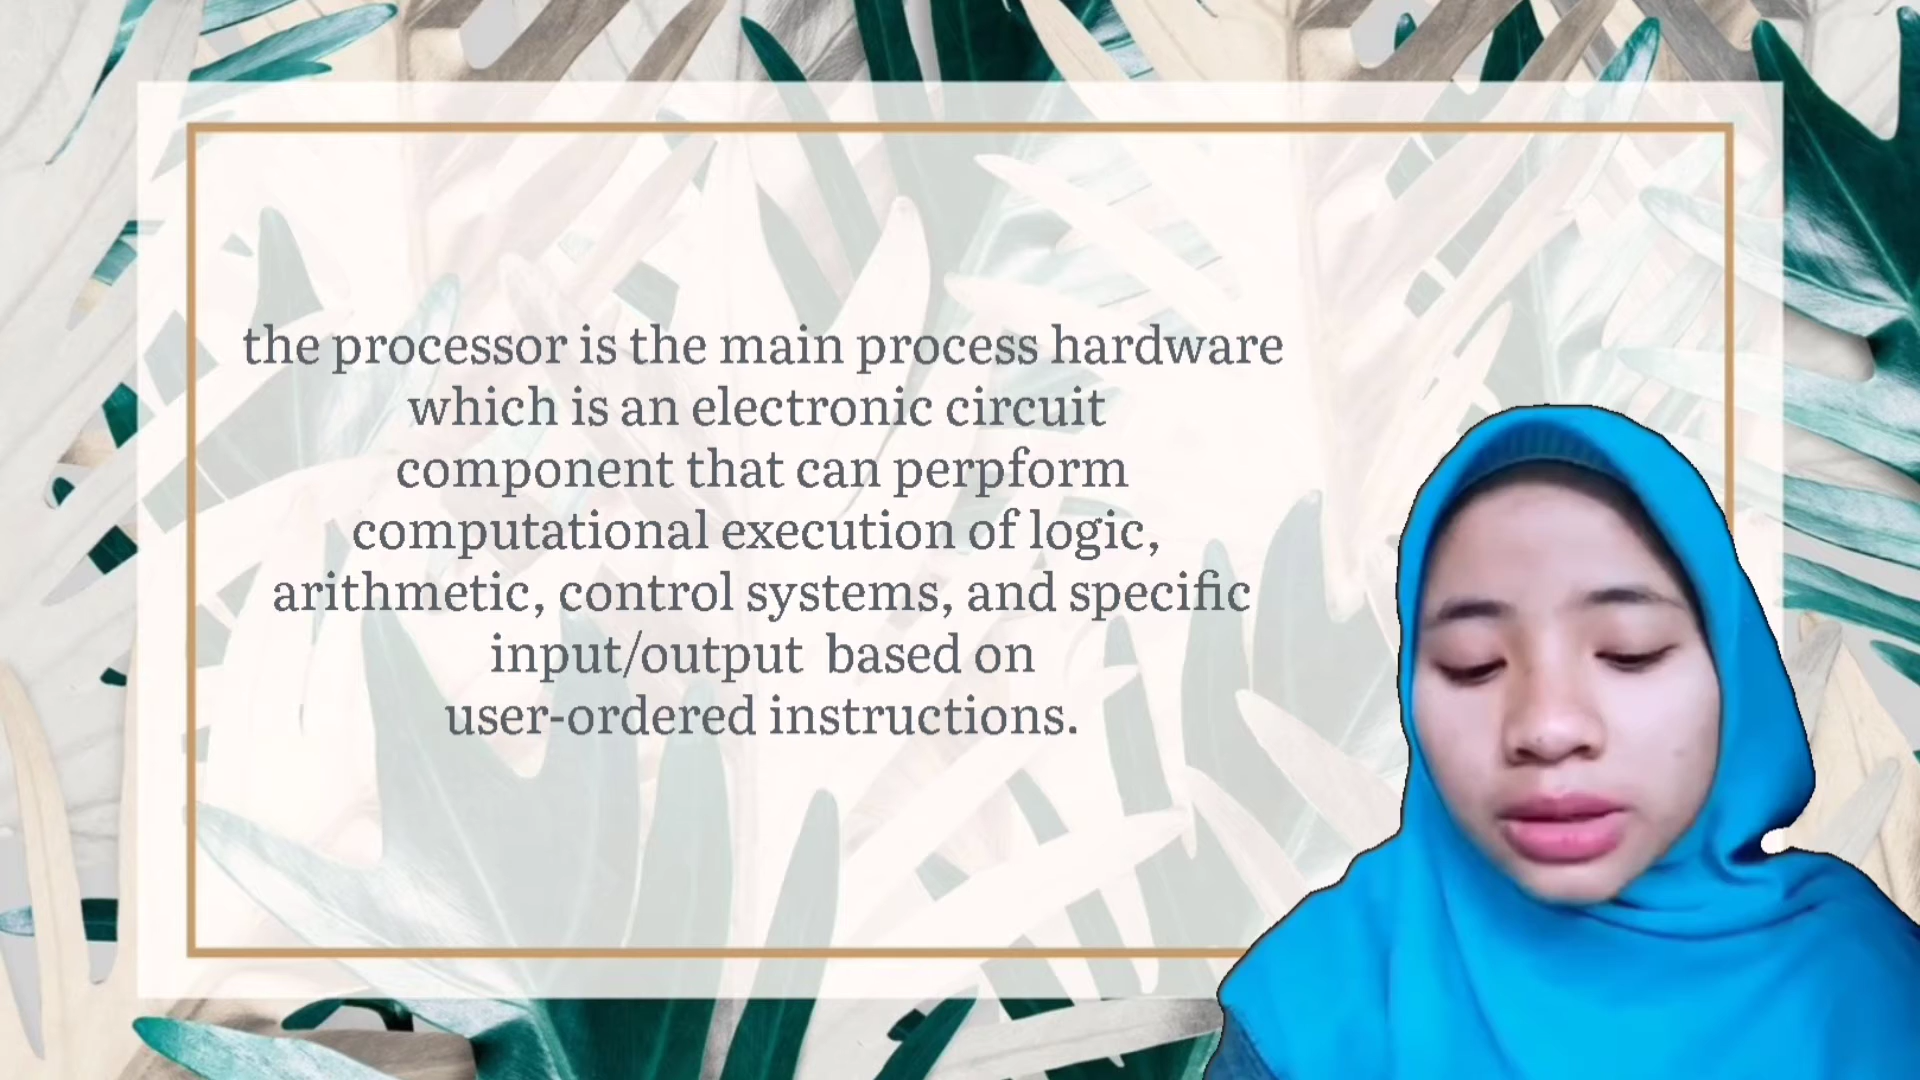 the processor is the main process hardware
which is an electronic circuit
component that can perpform
computational execution of logic,
arithmetic, control systems, and specific
input/output  based on
user-ordered instructions.